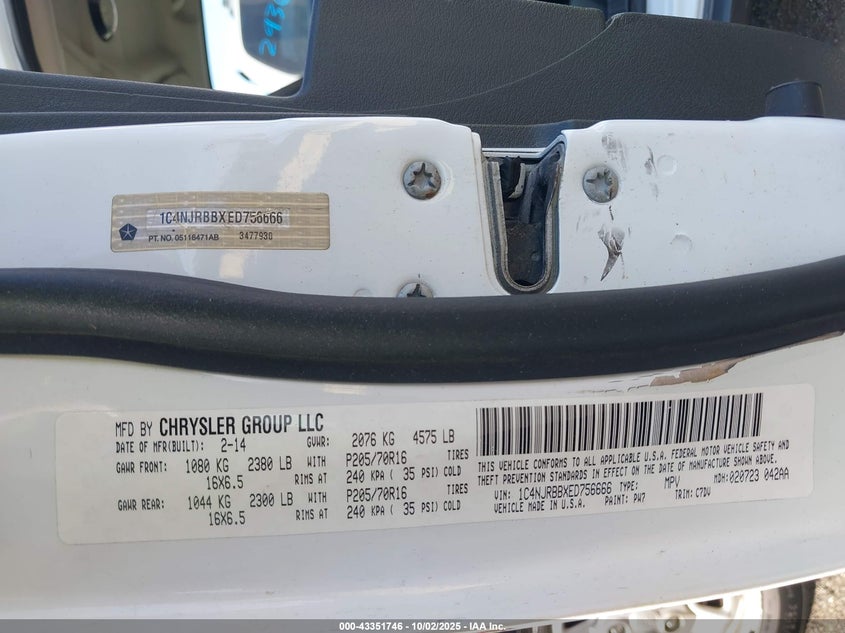 2930
1C4NJRBBXED756666
PT. NO. 05116471AB 3477930
MFD BY CHRYSLER GROUP LLC
DATE OF MFR(BUILT): 2-14 GVWR: 2076 KG 4575 LB
GAWR FRONT: 1080 KG 2380 LB WITH P205/70R16 TIRES
16X6.5 RIMS AT 240 KPA ( 35 PSI) COLD
GAWR REAR: 1044 KG 2300 LB WITH P205/70R16 TIRES
16X6.5 RIMS AT 240 KPA ( 35 PSI) COLD
THIS VEHICLE CONFORMS TO ALL APPLICABLE U.S.A. FEDERAL MOTOR VEHICLE SAFETY AND
THEFT PREVENTION STANDARDS IN EFFECT ON THE DATE OF MANUFACTURE SHOWN ABOVE.
VIN: 1C4NJRBBXED756666 TYPE: MPV MDH: 020723 042AA
VEHICLE MADE IN U.S.A. PAINT: PW7 TRIM: C7DV
000-43351746 - 10/02/2025 - IAA Inc.